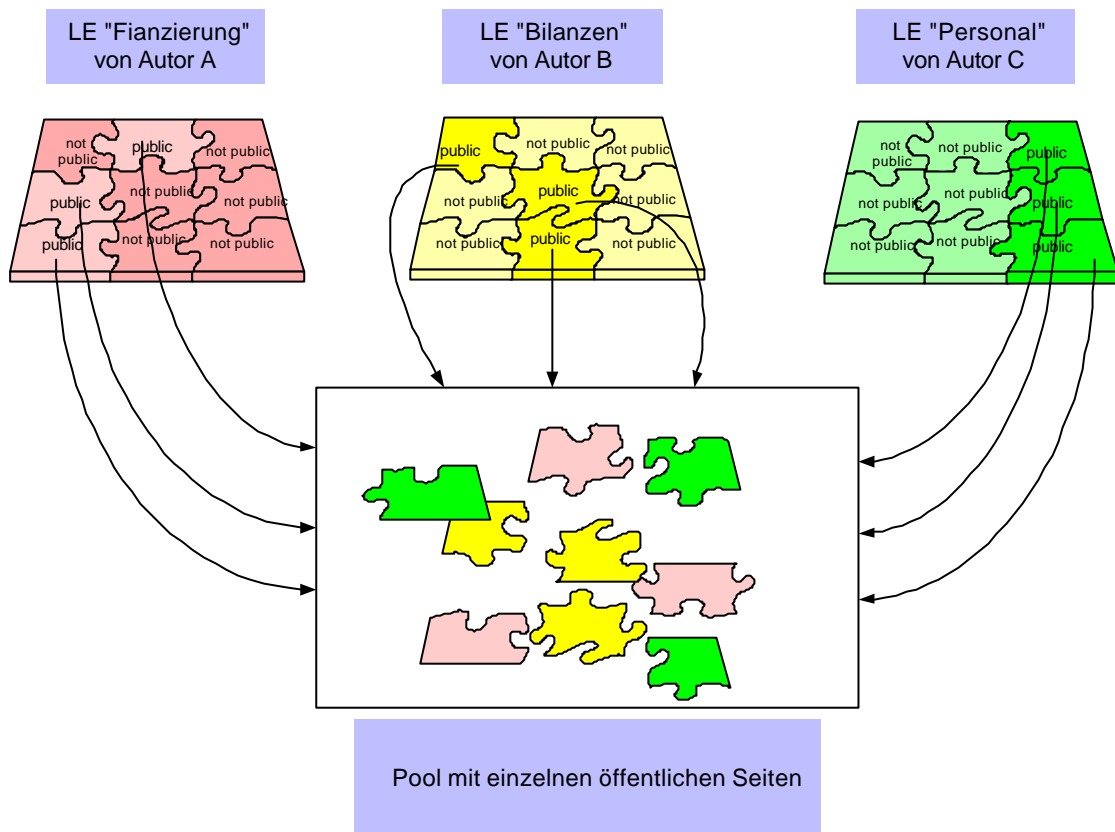 LE "Fianzierung"
von Autor A
LE "Bilanzen"
von Autor B
LE "Personal"
von Autor C
not
public
public
not public
public
not public
not public
public
not public
not public
public
not public
not public
not public
public
not public
not public
public
not public
not
public
not public
public
not public
not public
public
not public
not public
public
Pool mit einzelnen öffentlichen Seiten